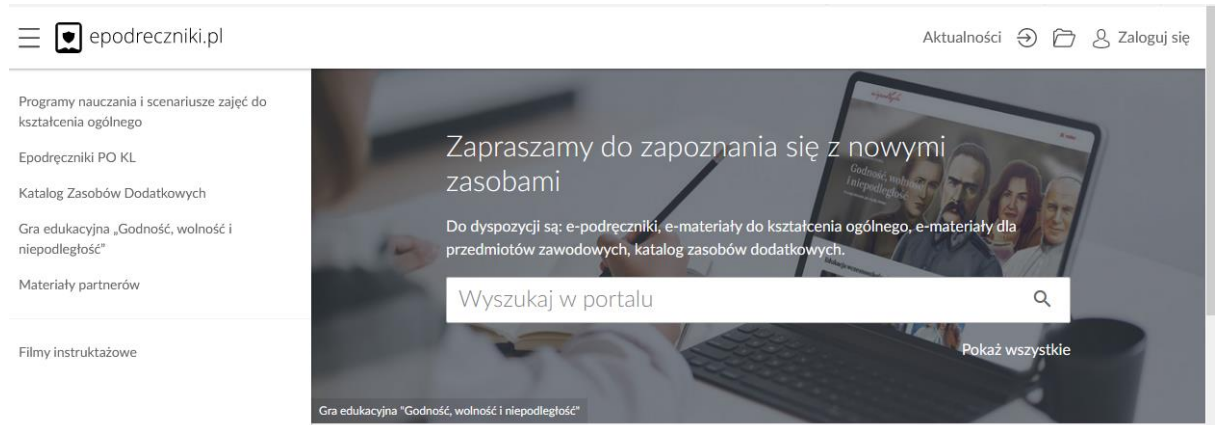 epodreczniki.pl
Aktualności
Zaloguj się
Programy nauczania i scenariusze zajęć do
kształcenia ogólnego
Epodręczniki PO KL
Katalog Zasobów Dodatkowych
Gra edukacyjna „Godność, wolność i
niepodległość”
Materiały partnerów
Filmy instruktażowe
Zapraszamy do zapoznania się z nowymi
zasobami
Godność, wolność
i niepodległość
Do dyspozycji są: e-podręczniki, e-materiały do kształcenia ogólnego, e-materiały dla
przedmiotów zawodowych, katalog zasobów dodatkowych.
Wyszukaj w portalu
Pokaż wszystkie
Gra edukacyjna "Godność, wolność i niepodległość"